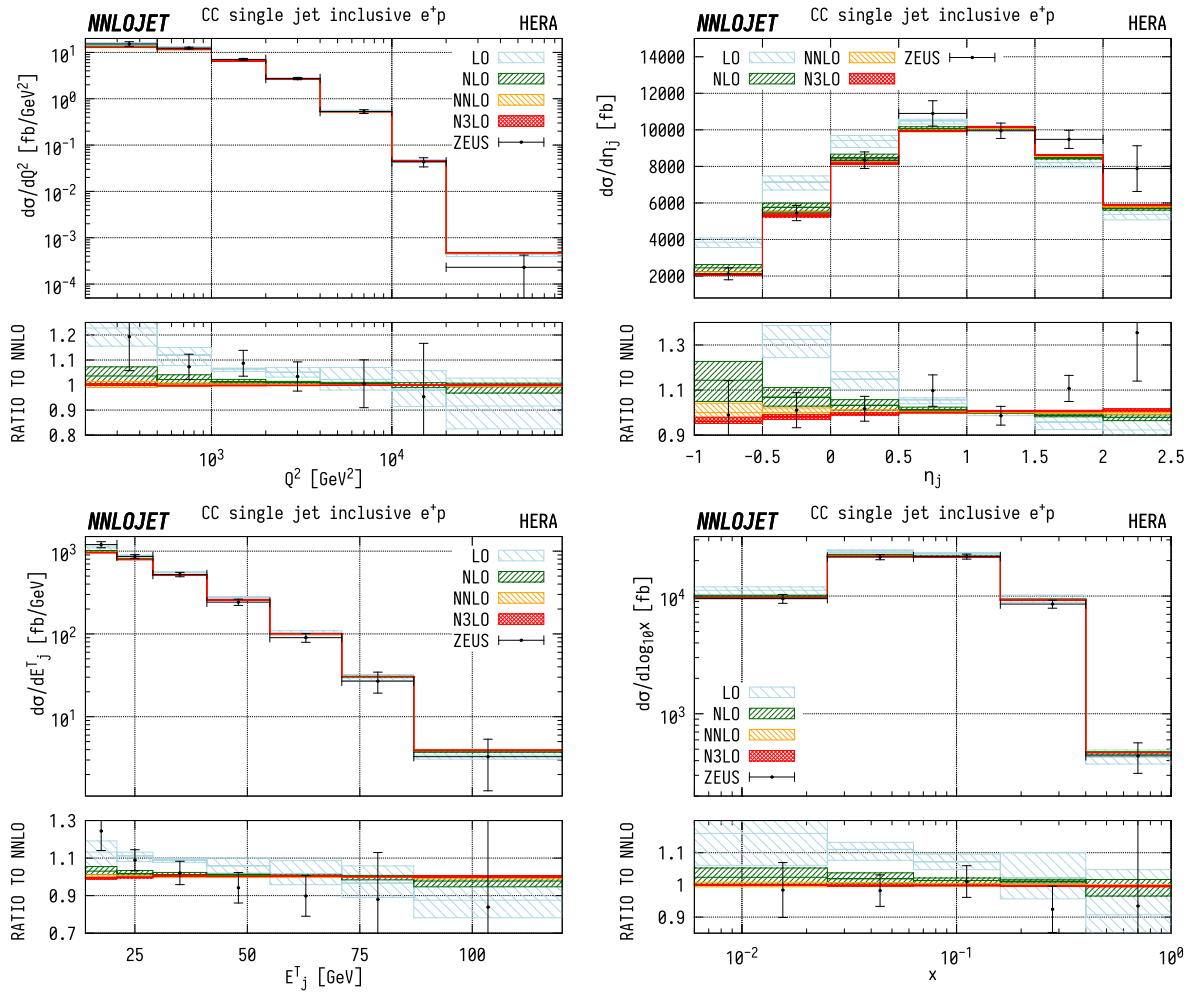 NNLOJET CC single jet inclusive e⁺p HERA
dσ/dQ² [fb/GeV²]
10¹
10⁰
10⁻¹
10⁻²
10⁻³
10⁻⁴
LO
NLO
NNLO
N3LO
ZEUS
RATIO TO NNLO
1.2
1.1
1
0.9
0.8
10³ 10⁴
Q² [GeV²]
NNLOJET CC single jet inclusive e⁺p HERA
dσ/dηⱼ [fb]
14000
12000
10000
8000
6000
4000
2000
LO NNLO ZEUS
NLO N3LO
RATIO TO NNLO
1.3
1.1
0.9
-1 -0.5 0 0.5 1 1.5 2 2.5
ηⱼ
NNLOJET CC single jet inclusive e⁺p HERA
dσ/dEᵀⱼ [fb/GeV]
10³
10²
10¹
LO
NLO
NNLO
N3LO
ZEUS
RATIO TO NNLO
1.3
1.1
0.9
0.7
25 50 75 100
Eᵀⱼ [GeV]
NNLOJET CC single jet inclusive e⁺p HERA
dσ/dlog₁₀x [fb]
10⁴
10³
LO
NLO
NNLO
N3LO
ZEUS
RATIO TO NNLO
1.1
1
0.9
10⁻² 10⁻¹ 10⁰
x